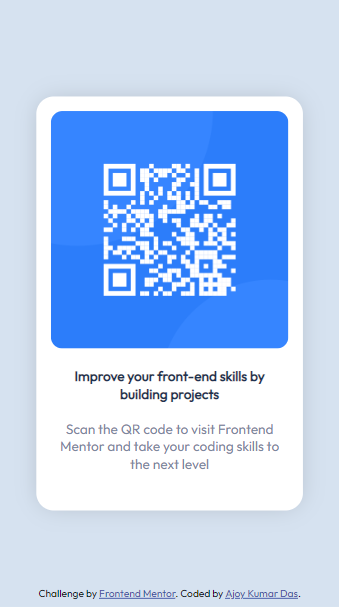 Improve your front-end skills by
building projects
Scan the QR code to visit Frontend
Mentor and take your coding skills to
the next level
Challenge by Frontend Mentor. Coded by Ajoy Kumar Das.